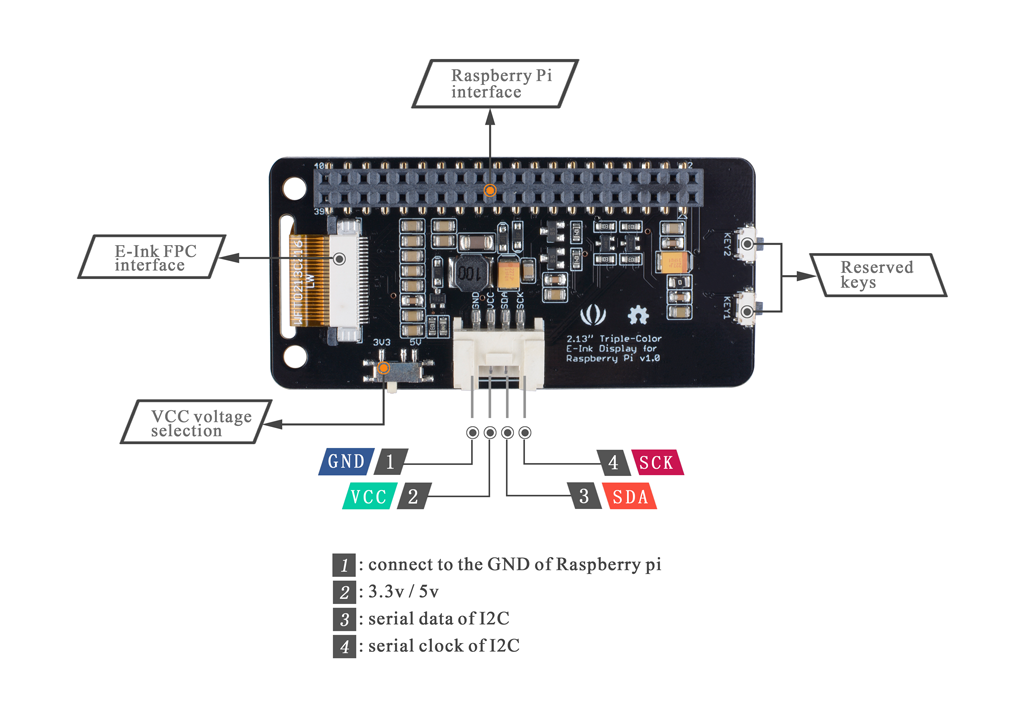 Raspberry Pi
interface
40
2
39
E-Ink FPC
interface
LW
KEY2
KEY1
Reserved
keys
100
GND
VCC
SDA
SCK
2.13" Triple-Color
E-Ink Display for
Raspberry Pi v1.0
3V3
5V
VCC voltage
selection
GND 1
4 SCK
VCC 2
3 SDA
1 : connect to the GND of Raspberry pi
2 : 3.3v / 5v
3 : serial data of I2C
4 : serial clock of I2C